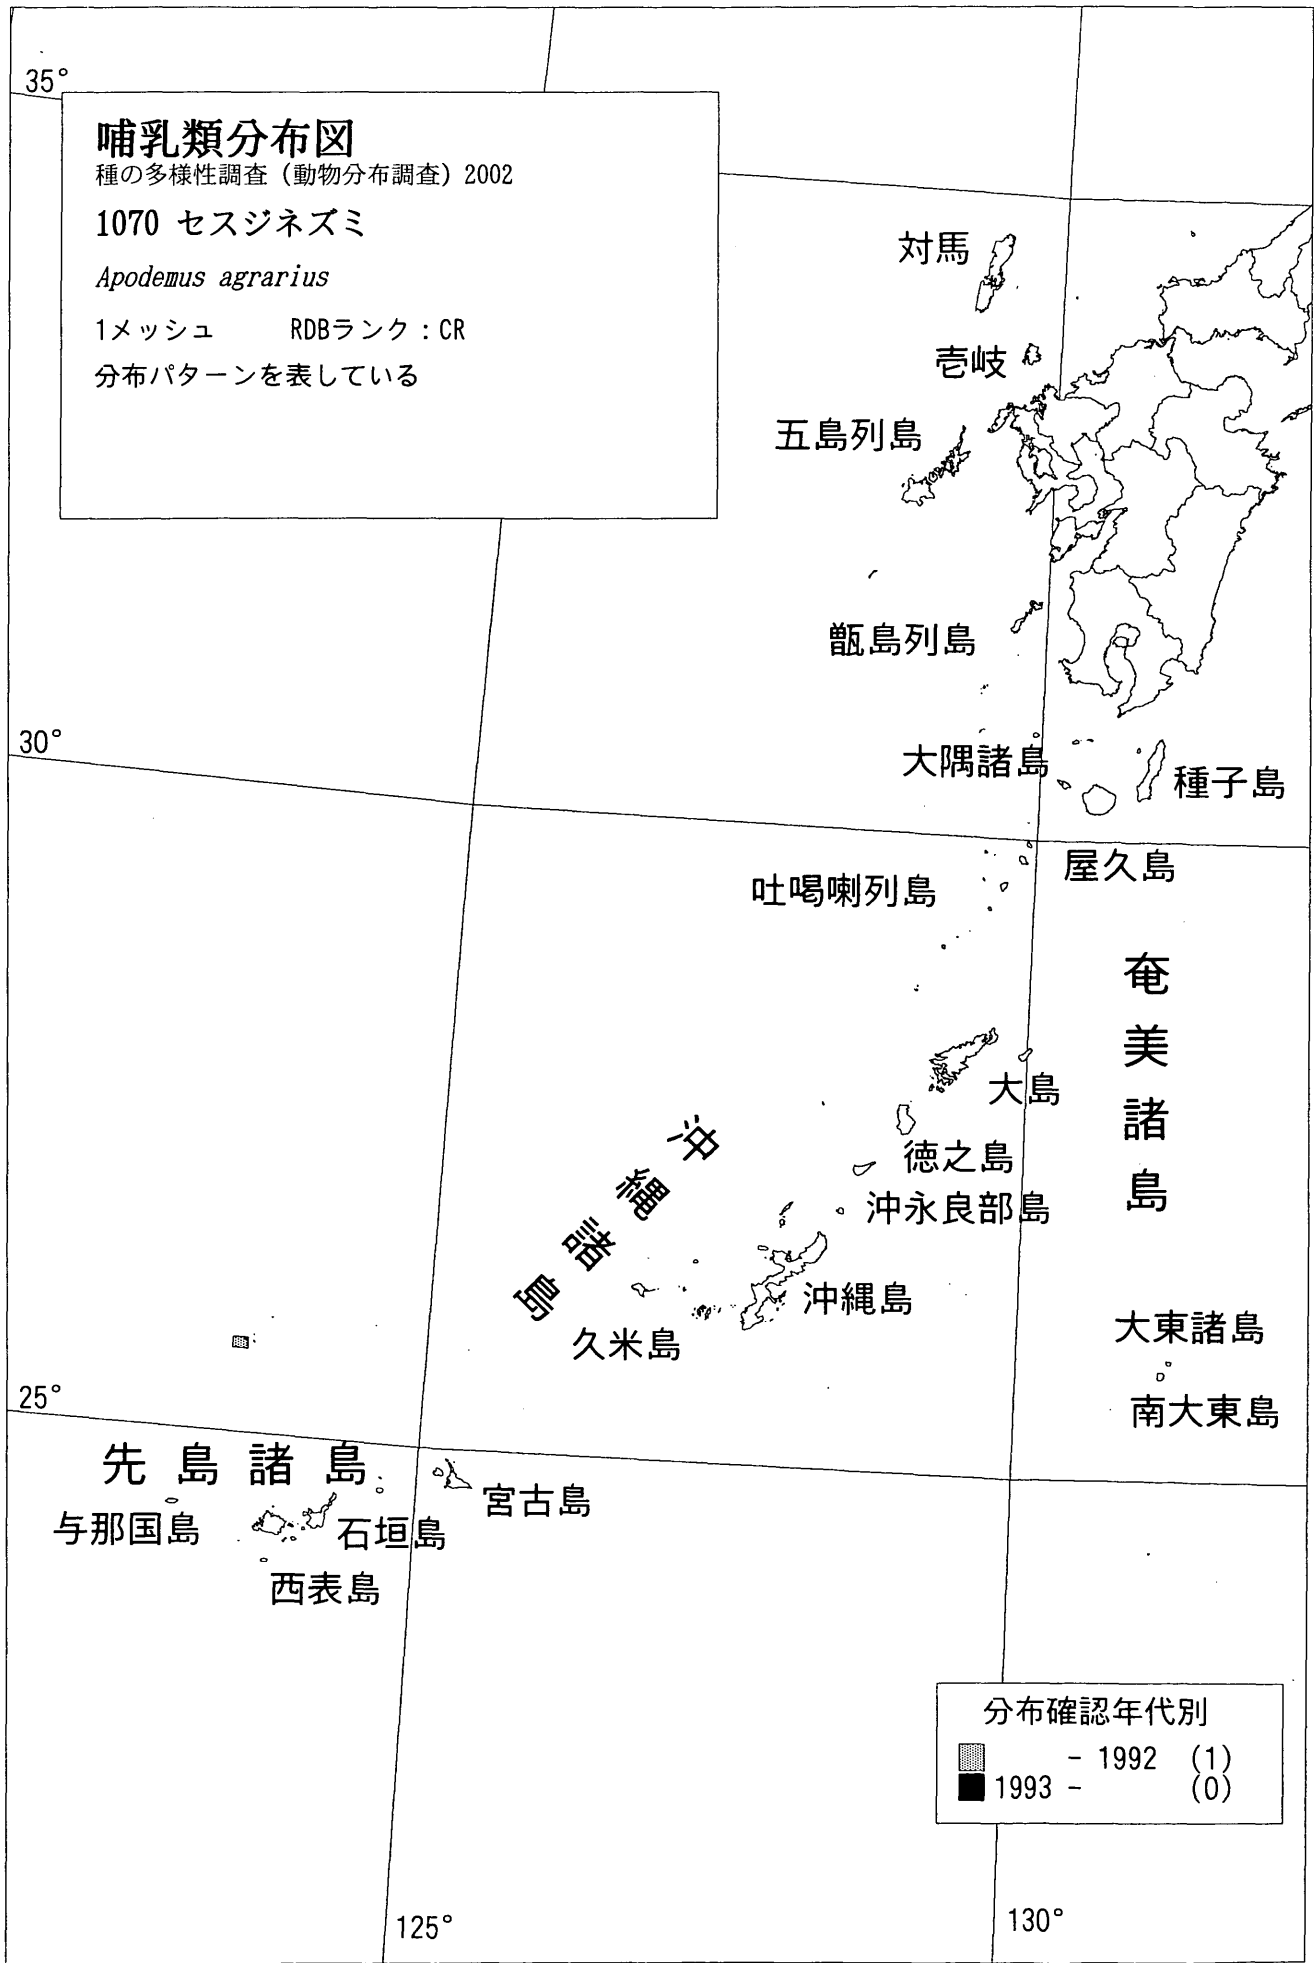 35°
哺乳類分布図
種の多様性調査（動物分布調査）2002
1070 セスジネズミ
Apodemus agrarius
1メッシュ RDBランク：CR
分布パターンを表している
対馬
壱岐
五島列島
甑島列島
30°
大隅諸島
種子島
屋久島
吐喝喇列島
奄美諸島
大島
徳之島
沖永良部島
沖縄諸島
沖縄島
久米島
大東諸島
南大東島
25°
先島諸島
宮古島
与那国島
石垣島
西表島
分布確認年代別
- 1992 (1)
1993 - (0)
125°
130°